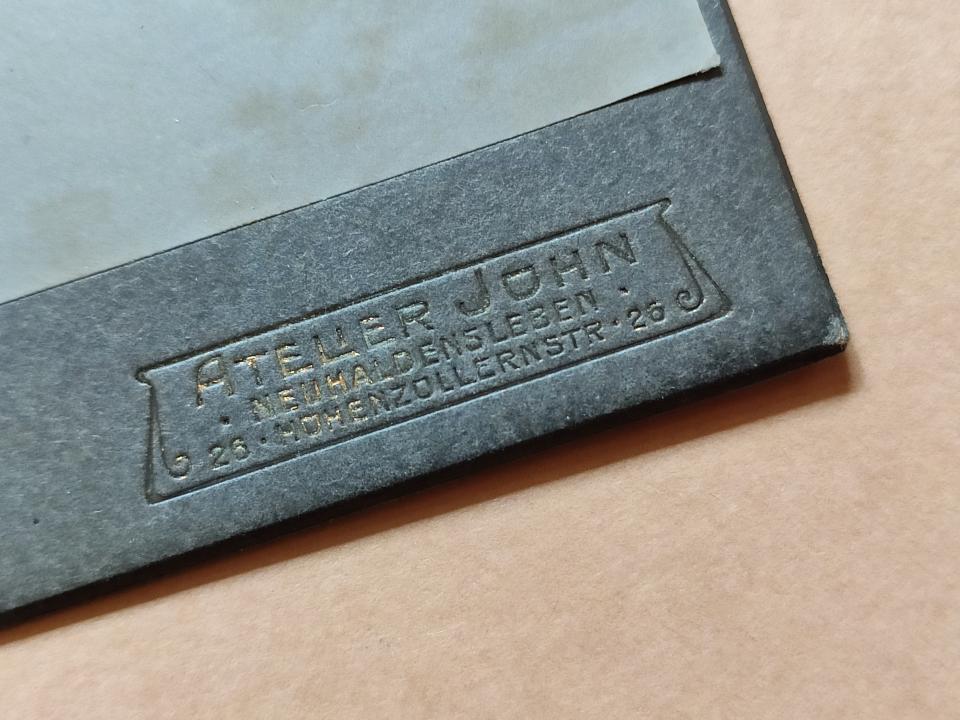 ATELIER JOHN
· NEUHALDENSLEBEN ·
26 · HOHENZOLLERNSTR · 26